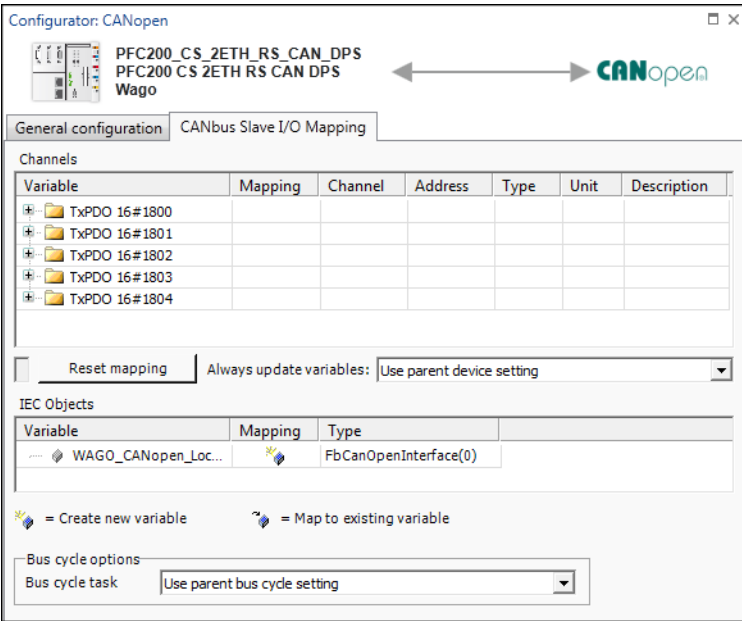 Configurator: CANopen
PFC200_CS_2ETH_RS_CAN_DPS
PFC200 CS 2ETH RS CAN DPS
Wago
CANopen
General configuration CANbus Slave I/O Mapping
Channels
Variable Mapping Channel Address Type Unit Description
TxPDO 16#1800
TxPDO 16#1801
TxPDO 16#1802
TxPDO 16#1803
TxPDO 16#1804
Reset mapping Always update variables: Use parent device setting
IEC Objects
Variable Mapping Type
WAGO_CANopen_Loc... FbCanOpenInterface(0)
= Create new variable = Map to existing variable
Bus cycle options
Bus cycle task Use parent bus cycle setting